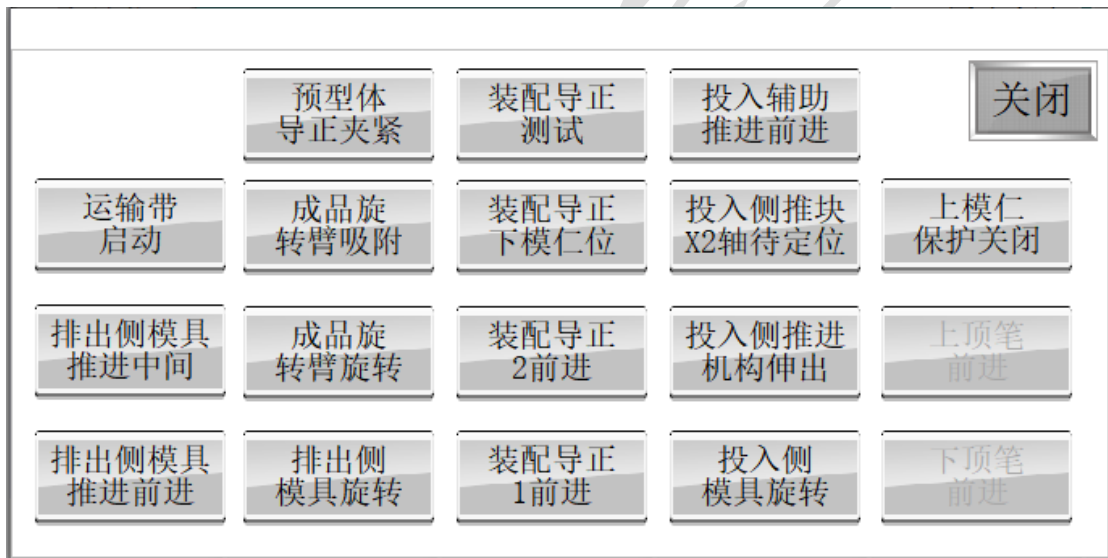 预型体
导正夹紧
装配导正
测试
投入辅助
推进前进
关闭
运输带
启动
成品旋
转臂吸附
装配导正
下模仁位
投入侧推块
X2轴待定位
上模仁
保护关闭
排出侧模具
推进中间
成品旋
转臂旋转
装配导正
2前进
投入侧推进
机构伸出
上顶笔
前进
排出侧模具
推进前进
排出侧
模具旋转
装配导正
1前进
投入侧
模具旋转
下顶笔
前进